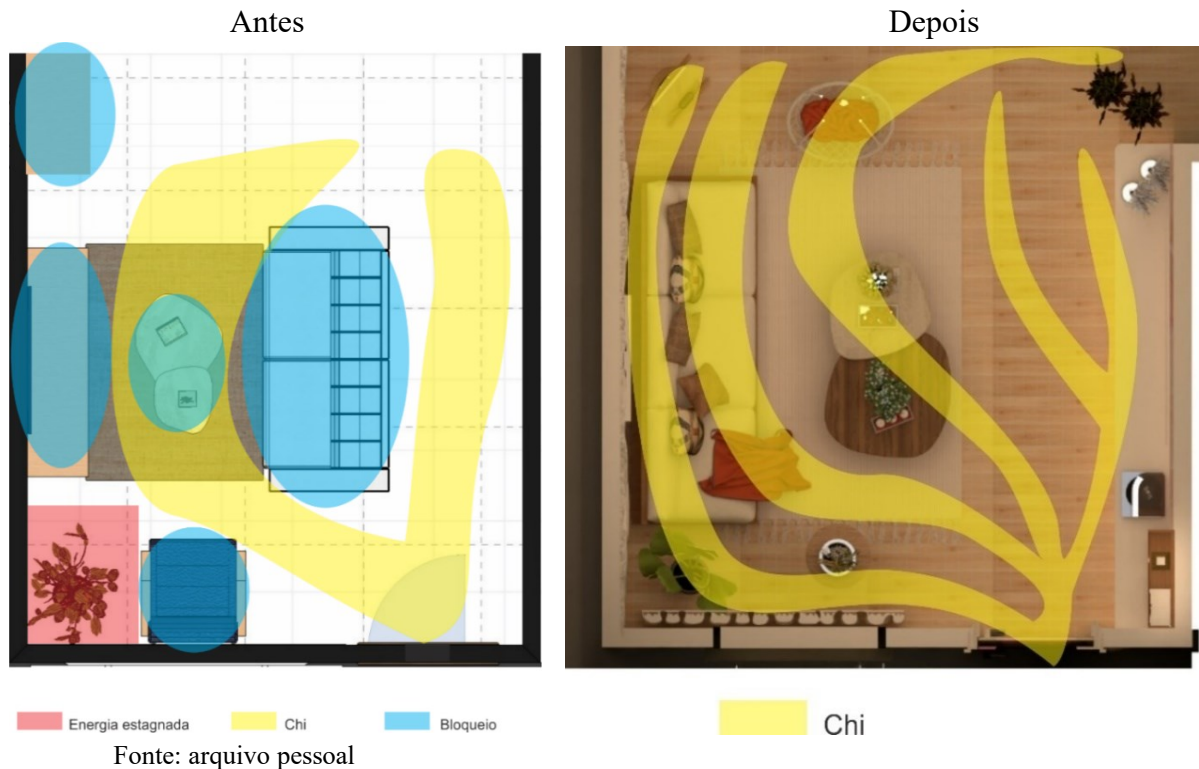 Antes
Depois
Energia estagnada
Chi
Bloqueio
Chi
Fonte: arquivo pessoal